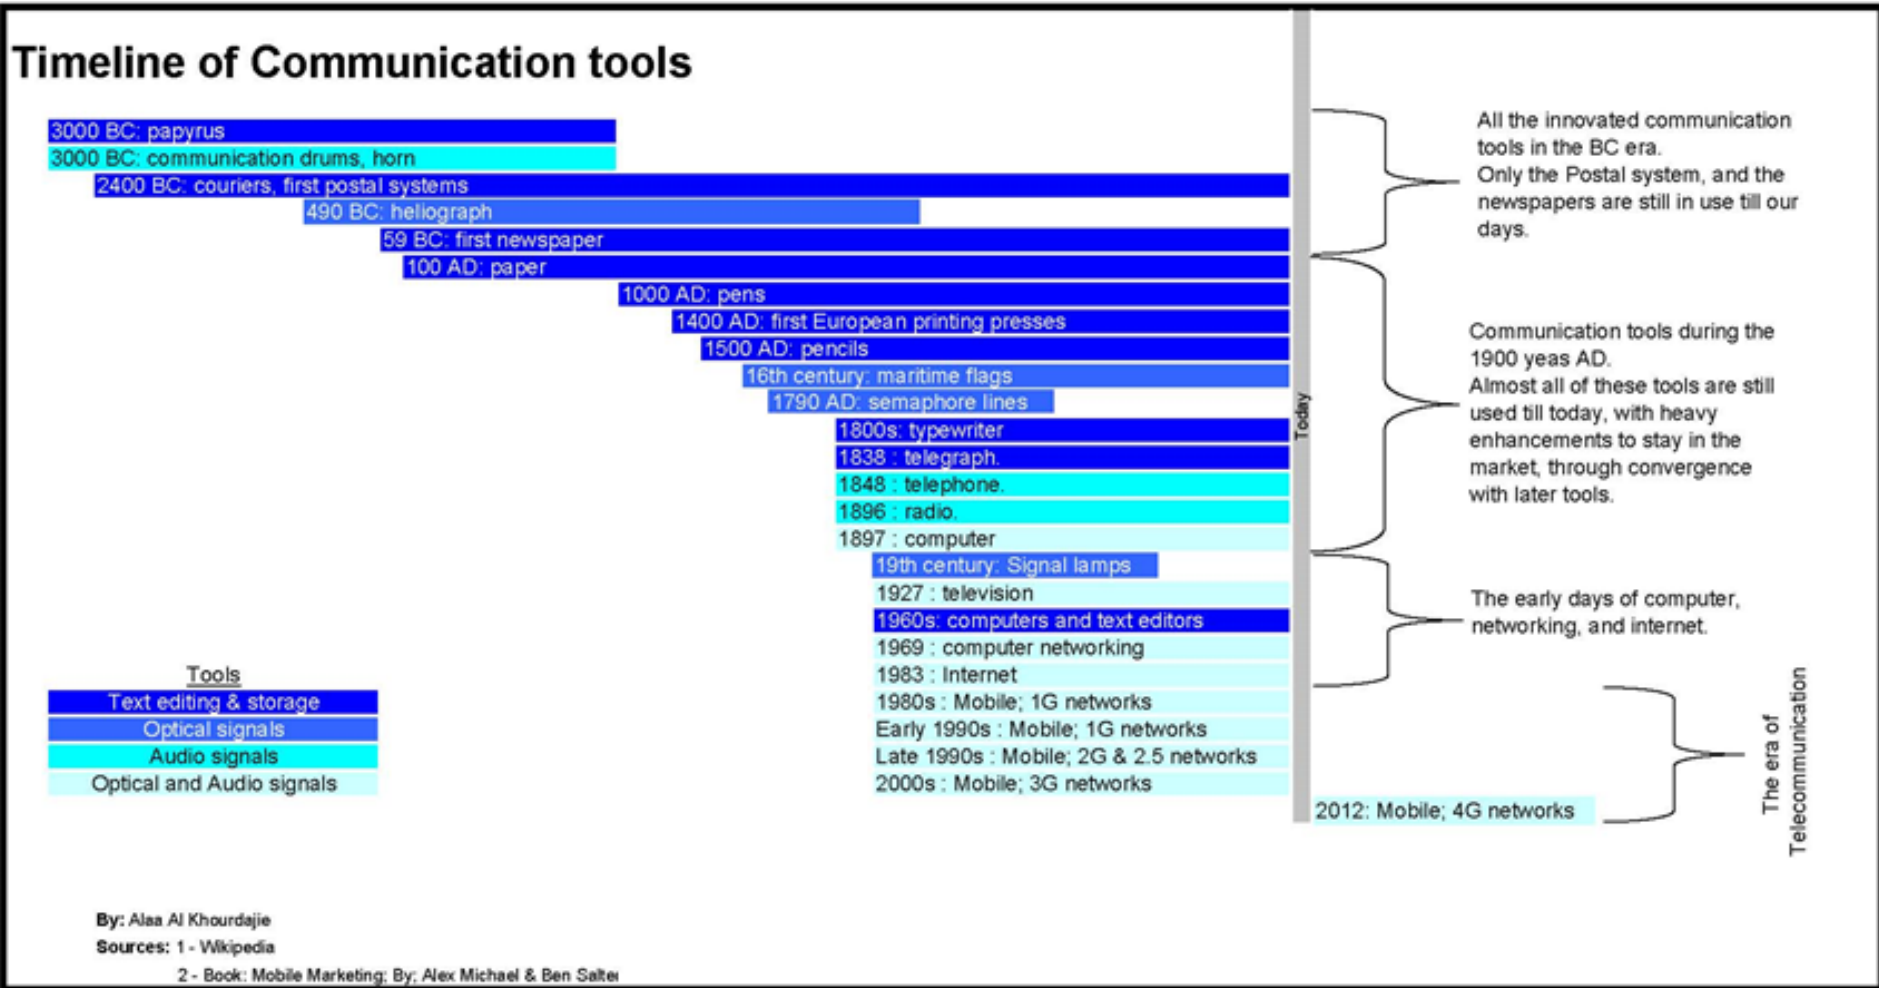 Timeline of Communication tools
3000 BC: papyrus
3000 BC: communication drums, horn
2400 BC: couriers, first postal systems
490 BC: heliograph
59 BC: first newspaper
100 AD: paper
1000 AD: pens
1400 AD: first European printing presses
1500 AD: pencils
16th century: maritime flags
1790 AD: semaphore lines
1800s: typewriter
1838 : telegraph.
1848 : telephone.
1896 : radio.
1897 : computer
19th century: Signal lamps
1927 : television
1960s: computers and text editors
1969 : computer networking
1983 : Internet
1980s : Mobile; 1G networks
Early 1990s : Mobile; 1G networks
Late 1990s : Mobile; 2G & 2.5 networks
2000s : Mobile; 3G networks
2012: Mobile; 4G networks
Today
All the innovated communication
tools in the BC era.
Only the Postal system, and the
newspapers are still in use till our
days.
Communication tools during the
1900 yeas AD.
Almost all of these tools are still
used till today, with heavy
enhancements to stay in the
market, through convergence
with later tools.
The early days of computer,
networking, and internet.
The era of
Telecommunication
Tools
Text editing & storage
Optical signals
Audio signals
Optical and Audio signals
By: Alaa Al Khourdajie
Sources: 1 - Wikipedia
2 - Book: Mobile Marketing; By; Alex Michael & Ben Salter